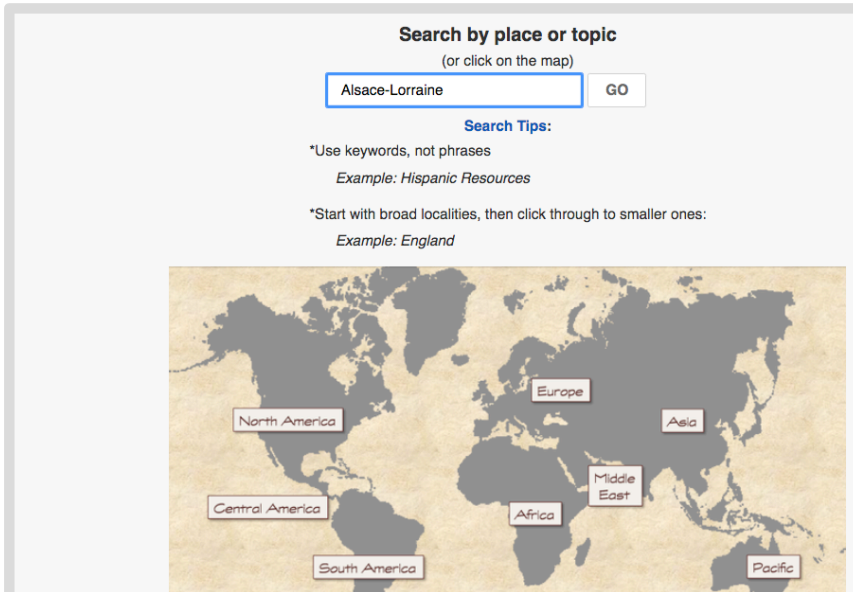 Search by place or topic
(or click on the map)
Alsace-Lorraine GO
Search Tips:
*Use keywords, not phrases
Example: Hispanic Resources
*Start with broad localities, then click through to smaller ones:
Example: England
Europe
North America
Asia
Middle
East
Central America
Africa
South America
Pacific